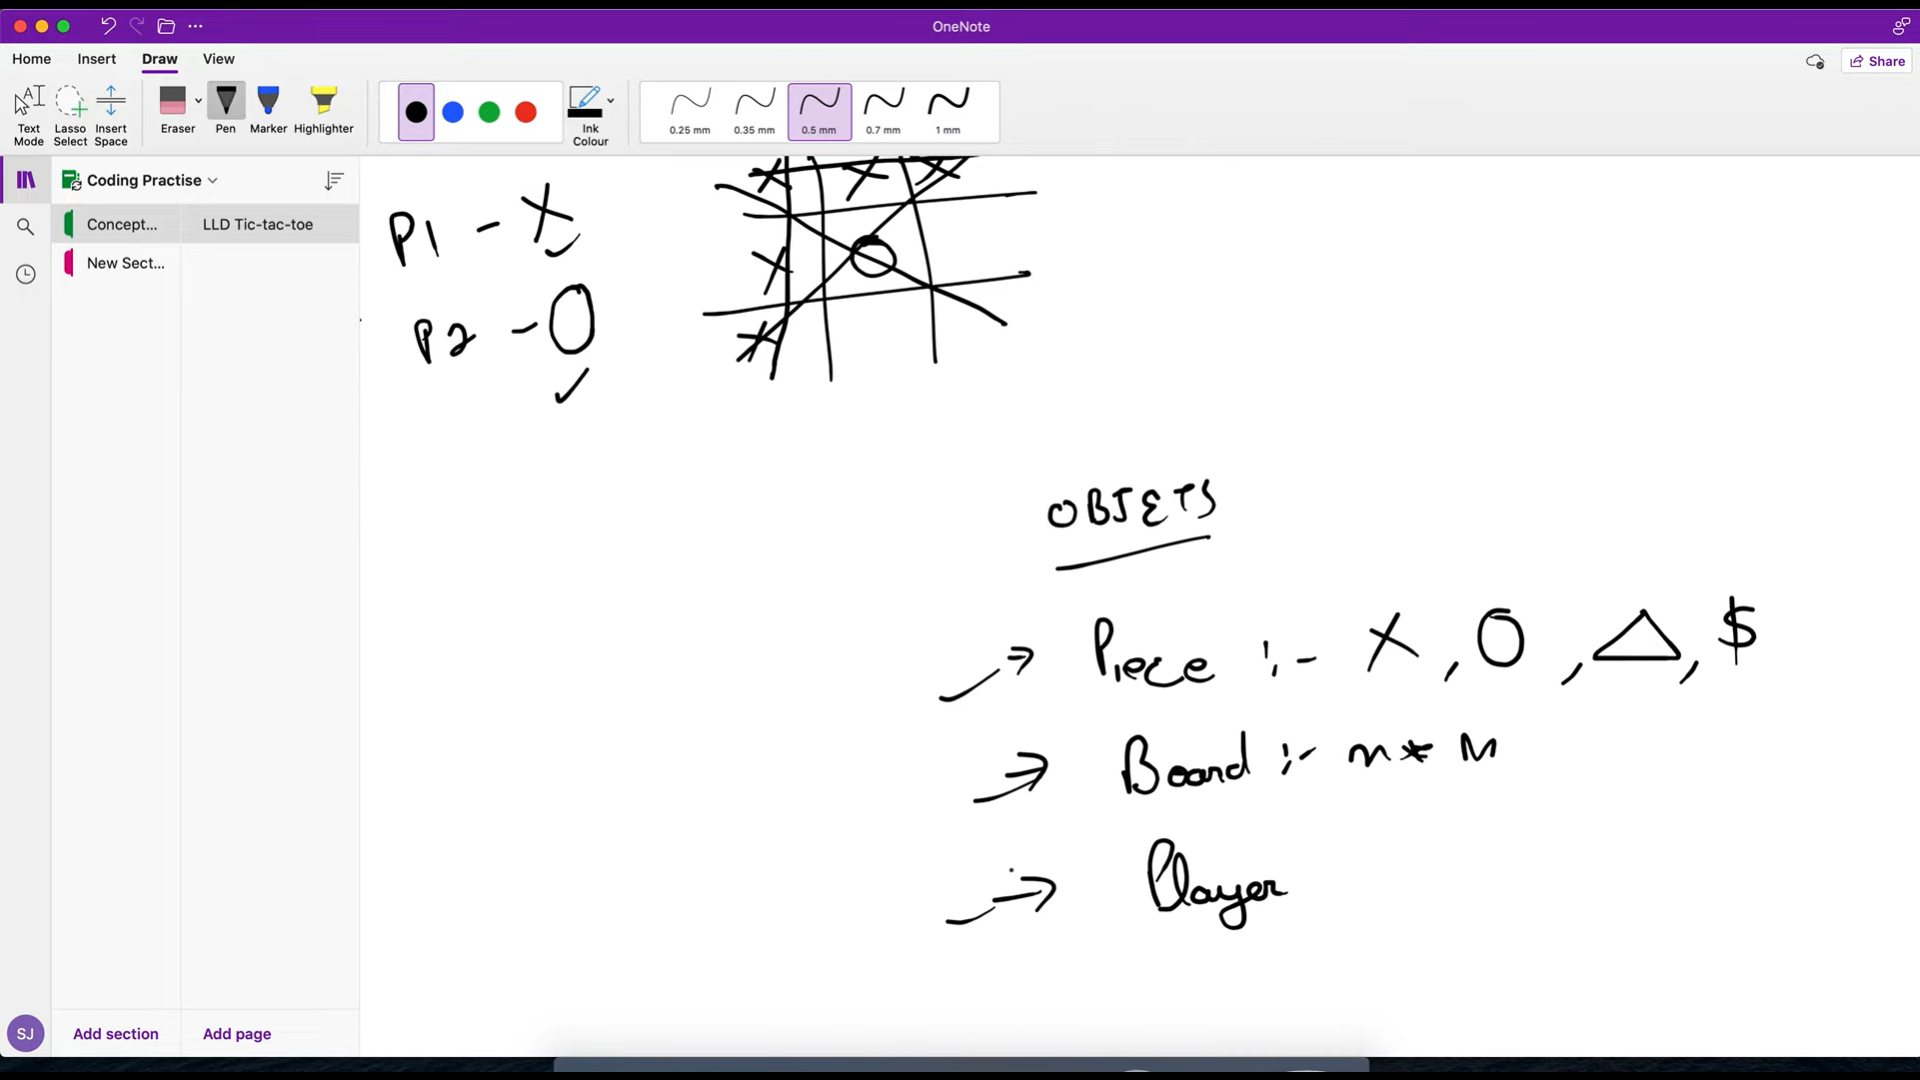 OneNote
Home Insert Draw View
Share
Text Mode
Lasso Select
Insert Space
Eraser
Pen
Marker
Highlighter
Ink Colour
0.25 mm
0.35 mm
0.5 mm
0.7 mm
1 mm
Coding Practise
Concept... LLD Tic-tac-toe
New Sect...
P1 - X
P2 - O
X X X
X O
X
OBJETS
Piece :- X, O, △, $
Board :- n * n
Player
SJ Add section Add page